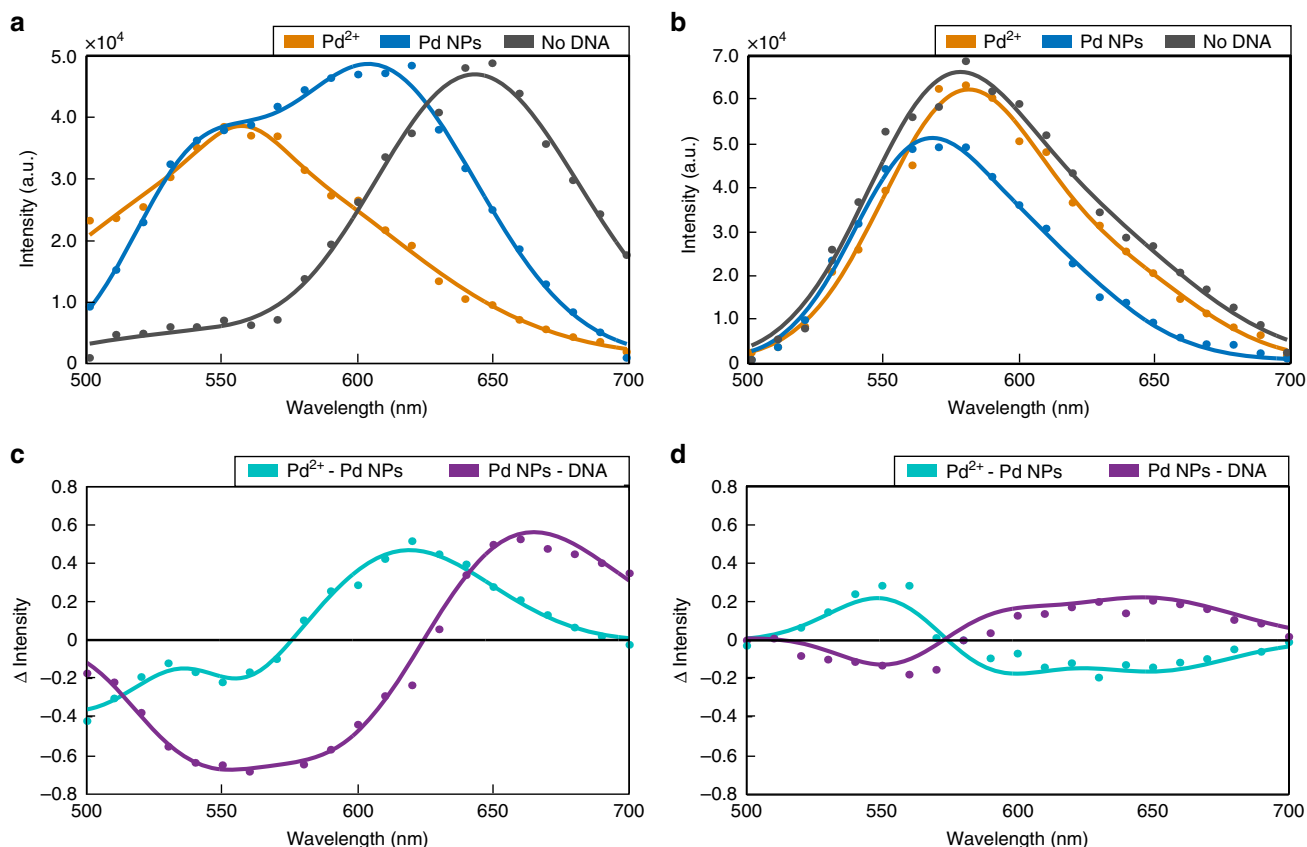 a
×10⁴
Pd²⁺ Pd NPs No DNA
5.0
4.0
3.0
2.0
1.0
0
500 550 600 650 700
Intensity (a.u.)
Wavelength (nm)
b
×10⁴
Pd²⁺ Pd NPs No DNA
7.0
6.0
5.0
4.0
3.0
2.0
1.0
0
500 550 600 650 700
Intensity (a.u.)
Wavelength (nm)
c
Pd²⁺ - Pd NPs Pd NPs - DNA
0.8
0.6
0.4
0.2
0
–0.2
–0.4
–0.6
–0.8
500 550 600 650 700
Δ Intensity
Wavelength (nm)
d
Pd²⁺ - Pd NPs Pd NPs - DNA
0.8
0.6
0.4
0.2
0
–0.2
–0.4
–0.6
–0.8
500 550 600 650 700
Δ Intensity
Wavelength (nm)